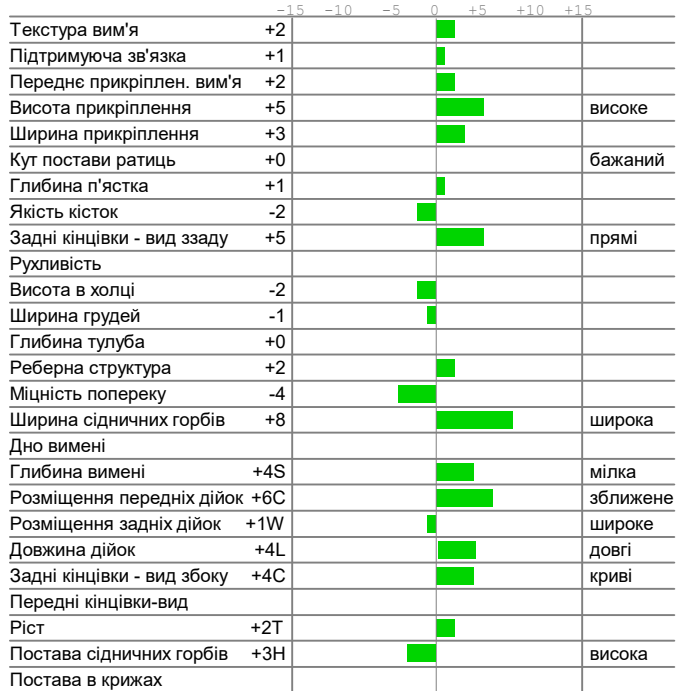 -15 -10 -5 0 +5 +10 +15
Текстура вим'я +2
Підтримуюча зв'язка +1
Переднє прикріплен. вим'я +2
Висота прикріплення +5 високе
Ширина прикріплення +3
Кут постави ратиць +0 бажаний
Глибина п'ястка +1
Якість кісток -2
Задні кінцівки - вид ззаду +5 прямі
Рухливість
Висота в холці -2
Ширина грудей -1
Глибина тулуба +0
Реберна структура +2
Міцність попереку -4
Ширина сідничних горбів +8 широка
Дно вимені
Глибина вимені +4S мілка
Розміщення передніх дійок +6C зближене
Розміщення задніх дійок +1W широке
Довжина дійок +4L довгі
Задні кінцівки - вид збоку +4C криві
Передні кінцівки-вид
Ріст +2T
Постава сідничних горбів +3H висока
Постава в крижах